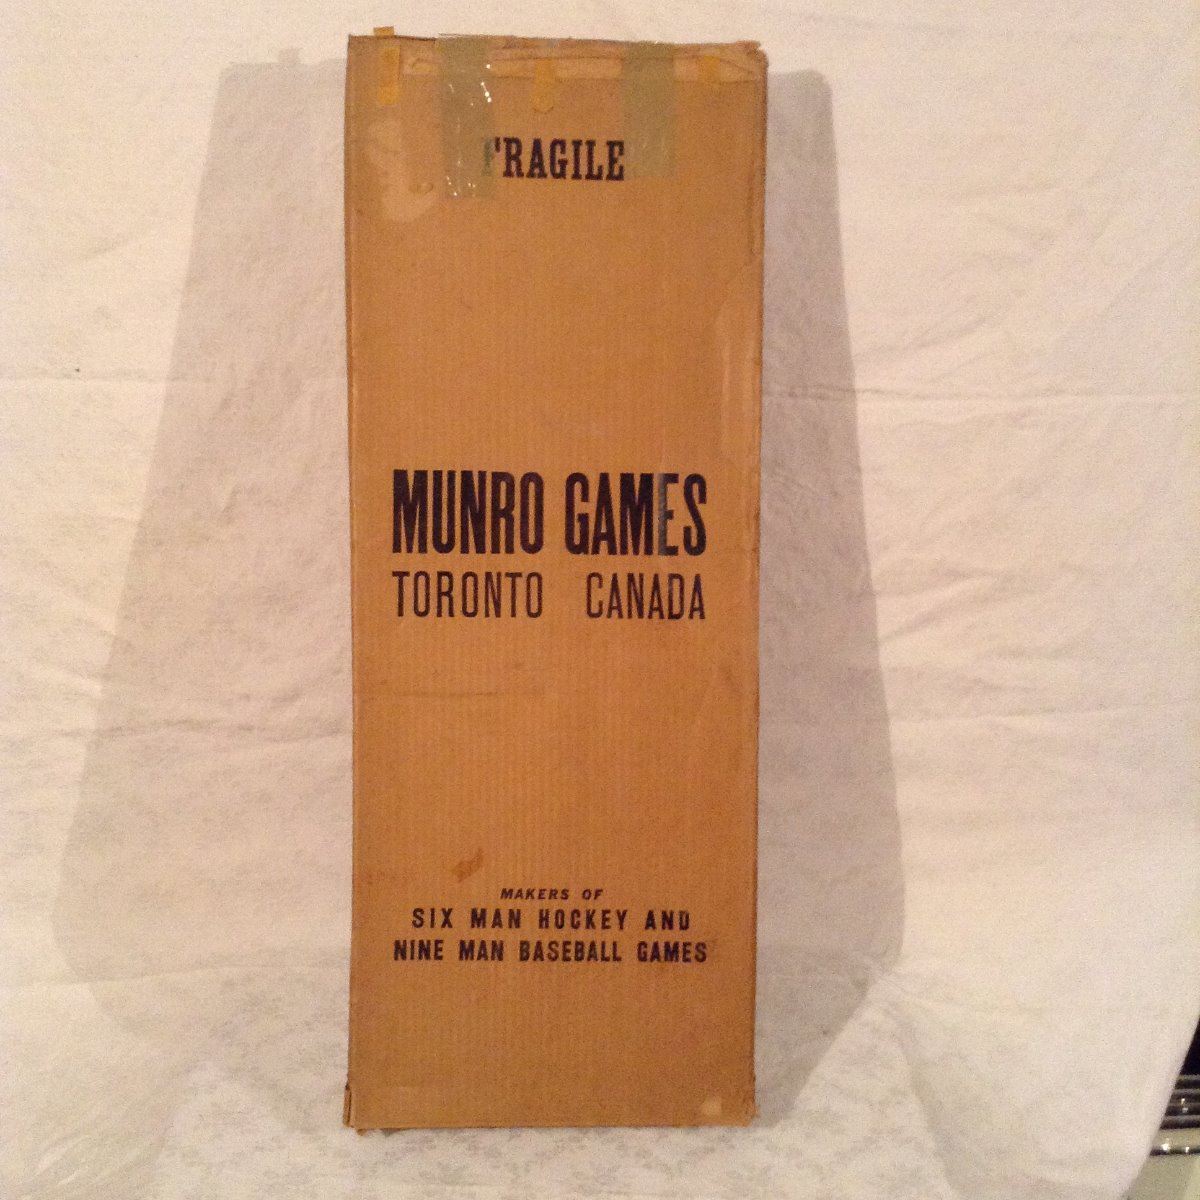 FRAGILE
MUNRO GAMES
TORONTO CANADA
MAKERS OF
SIX MAN HOCKEY AND
NINE MAN BASEBALL GAMES